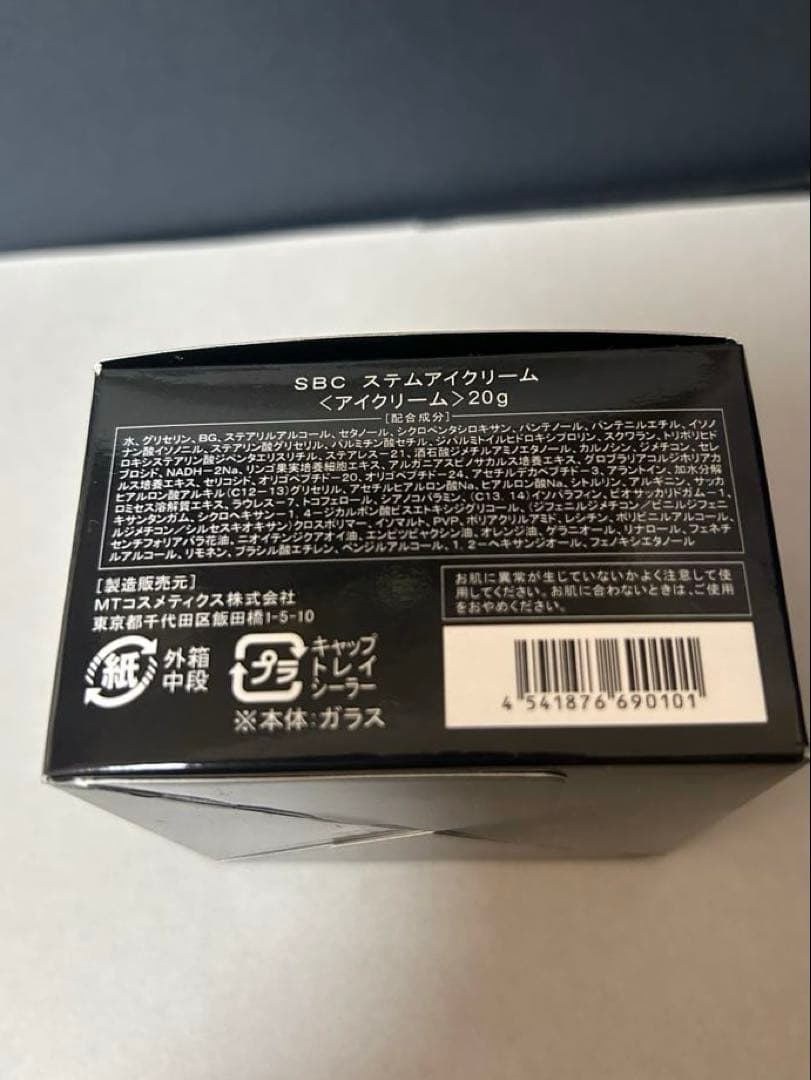 SBC ステムアイクリーム
<アイクリーム>20g
[配合成分]
水、グリセリン、BG、ステアリルアルコール、セタノール、シクロペンタシロキサン、パンテノール、パンテニルエチル、イソノ
ナン酸イソノニル、ステアリン酸グリセリル、パルミチン酸セチル、ジパルミトイルヒドロキシプロリン、スクワラン、トリポリヒド
ロキシステアリン酸ジペンタエリスリチル、ステアレス-21、酒石酸ジメチルアミノエタノール、カルノシン、ジメチコン、セレ
ブロシド、NADH-2Na、リンゴ果実培養細胞エキス、アルガニアスピノサカルス培養エキス、
ルス培養エキス、セリコシド、オリゴペプチド-20、オリゴペプチド-24、アセチルデカペプチド-3、アラントイン、加水分解
ヒアルロン酸アルキル(C12-13)グリセリル、アセチルヒアルロン酸Na、ヒアルロン酸Na、シトルリン、アルギニン、サッカ
ロミセス溶解質エキス、ラウレス-7、トコフェロール、シアノコバラミン、(C13, 14)イソパラフィン、ビオサッカリドガム-1、
キサンタンガム、シクロヘキサン-1, 4-ジカルボン酸ビスエトキシジグリコール、(ジフェニルジメチコン/ビニルジフェニ
ルジメチコン/シルセスキオキサン)クロスポリマー、イソマルト、PVP、ポリアクリルアミド、レシチン、ポリビニルアルコール、
センチフォリアバラ花油、ニオイテンジクアオイ油、エンピツビャクシン油、オレンジ油、ゲラニオール、リナロール、フェネチ
ルアルコール、リモネン、ブラシル酸エチレン、ベンジルアルコール、1, 2-ヘキサンジオール、フェノキシエタノール
[製造販売元]
MTコスメティクス株式会社
東京都千代田区飯田橋1-5-10
お肌に異常が生じていないかよく注意して使
用してください。お肌に合わないときは、ご使用
をおやめください。
紙 外箱
中段
プラ キャップ
トレイ
シーラー
※本体：ガラス
4 541876 690101